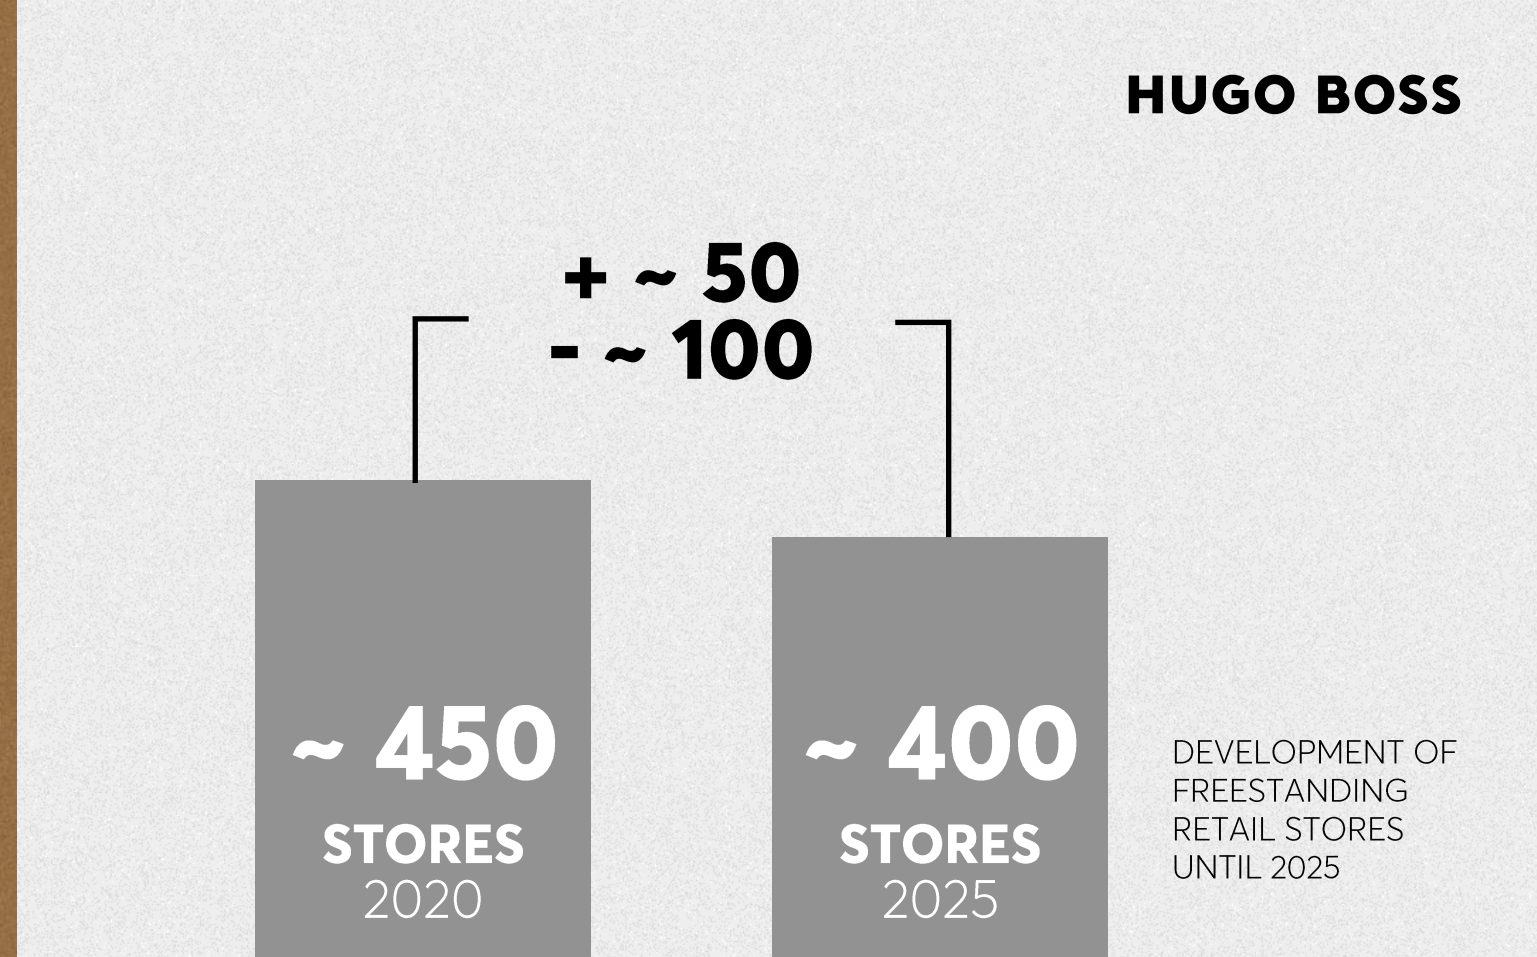 HUGO BOSS
+ ~ 50
- ~ 100
~ 450
STORES
2020
~ 400
STORES
2025
DEVELOPMENT OF
FREESTANDING
RETAIL STORES
UNTIL 2025